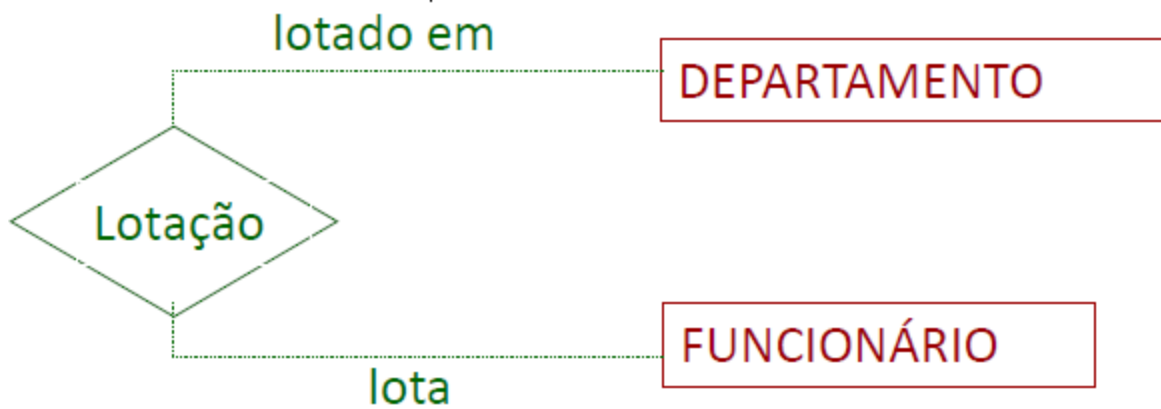 lotado em
DEPARTAMENTO
Lotação
FUNCIONÁRIO
lota